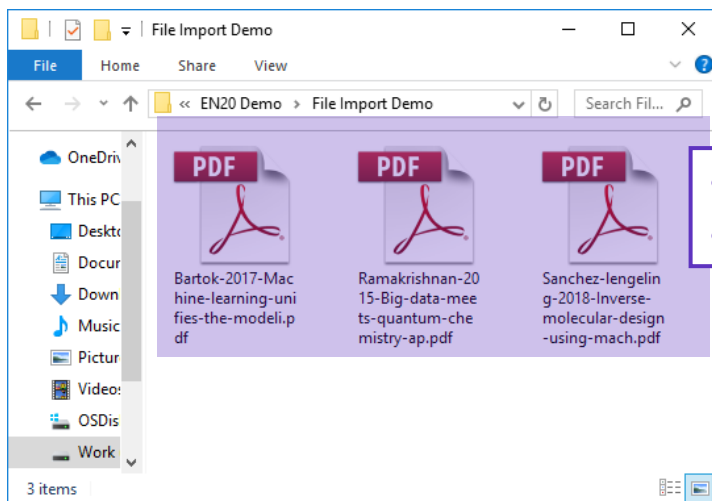 File Import Demo
File Home Share View
?
« EN20 Demo > File Import Demo
Search Fil...
OneDriv
This PC
Deskto
Docur
Down
Music
Pictur
Videos
OSDis
Work
PDF PDF PDF
Bartok-2017-Mac
hine-learning-uni
fies-the-modeli.p
df
Ramakrishnan-20
15-Big-data-mee
ts-quantum-che
mistry-ap.pdf
Sanchez-lengelin
g-2018-Inverse-
molecular-design
-using-mach.pdf
3 items